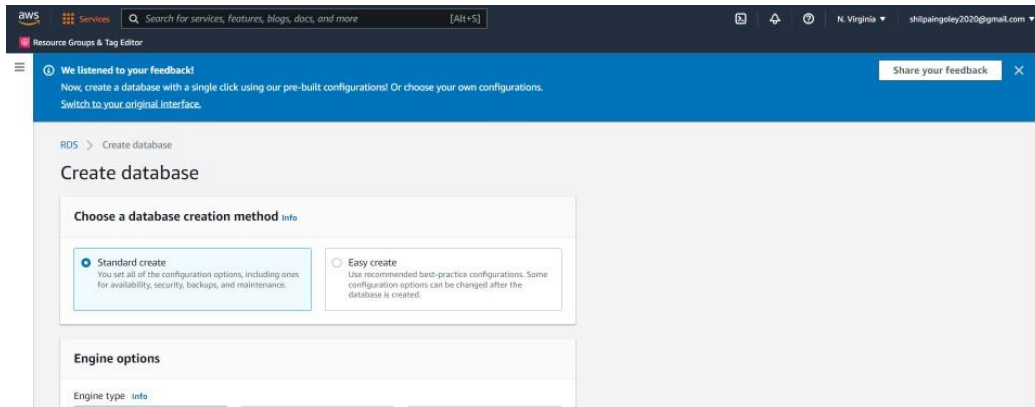 aws
Services
Search for services, features, blogs, docs, and more
[Alt+S]
N. Virginia
shilpaingoley2020@gmail.com
Resource Groups & Tag Editor
We listened to your feedback!
Now, create a database with a single click using our pre-built configurations! Or choose your own configurations.
Switch to your original interface.
Share your feedback
RDS > Create database
Create database
Choose a database creation method Info
Standard create
You set all of the configuration options, including ones
for availability, security, backups, and maintenance.
Easy create
Use recommended best-practice configurations. Some
configuration options can be changed after the
database is created.
Engine options
Engine type Info